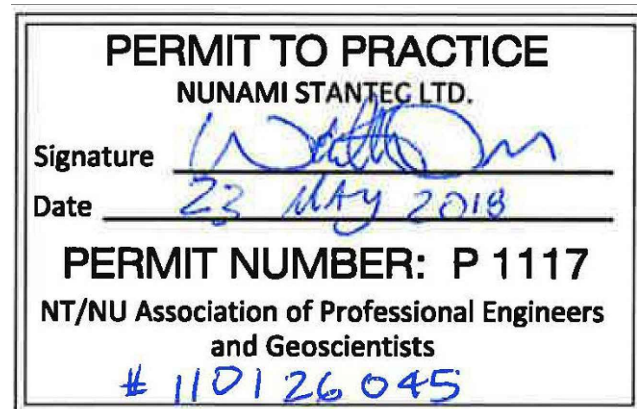 PERMIT TO PRACTICE
NUNAMI STANTEC LTD.
Signature
Date 23 MAY 2018
PERMIT NUMBER: P 1117
NT/NU Association of Professional Engineers
and Geoscientists
# 110126045